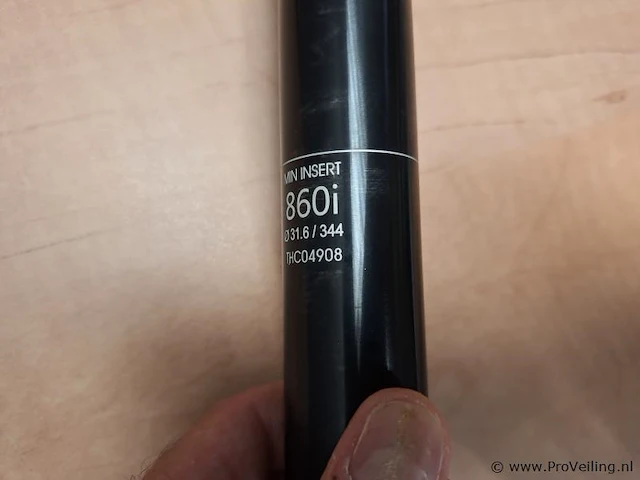 MIN INSERT
860i
Ø 31.6 / 344
THC04908
© www.ProVeiling.nl